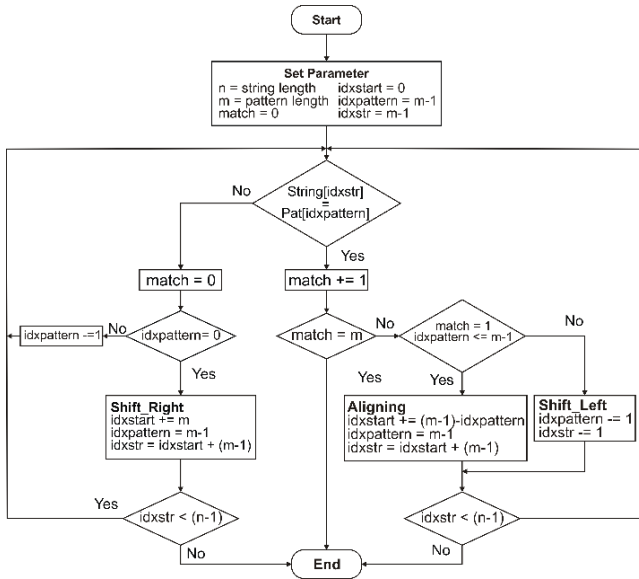 Start
Set Parameter
n = string length idxstart = 0
m = pattern length idxpattern = m-1
match = 0 idxstr = m-1
No
String[idxstr]
=
Pat[idxpattern]
Yes
match = 0
match += 1
idxpattern -=1
No
idxpattern= 0
match = m
No
match = 1
idxpattern <= m-1
No
Yes
Yes
Yes
Shift_Right
idxstart += m
idxpattern = m-1
idxstr = idxstart + (m-1)
Aligning
idxstart += (m-1)-idxpattern
idxpattern = m-1
idxstr = idxstart + (m-1)
Shift_Left
idxpattern -= 1
idxstr -= 1
Yes
idxstr < (n-1)
idxstr < (n-1)
No
No
End